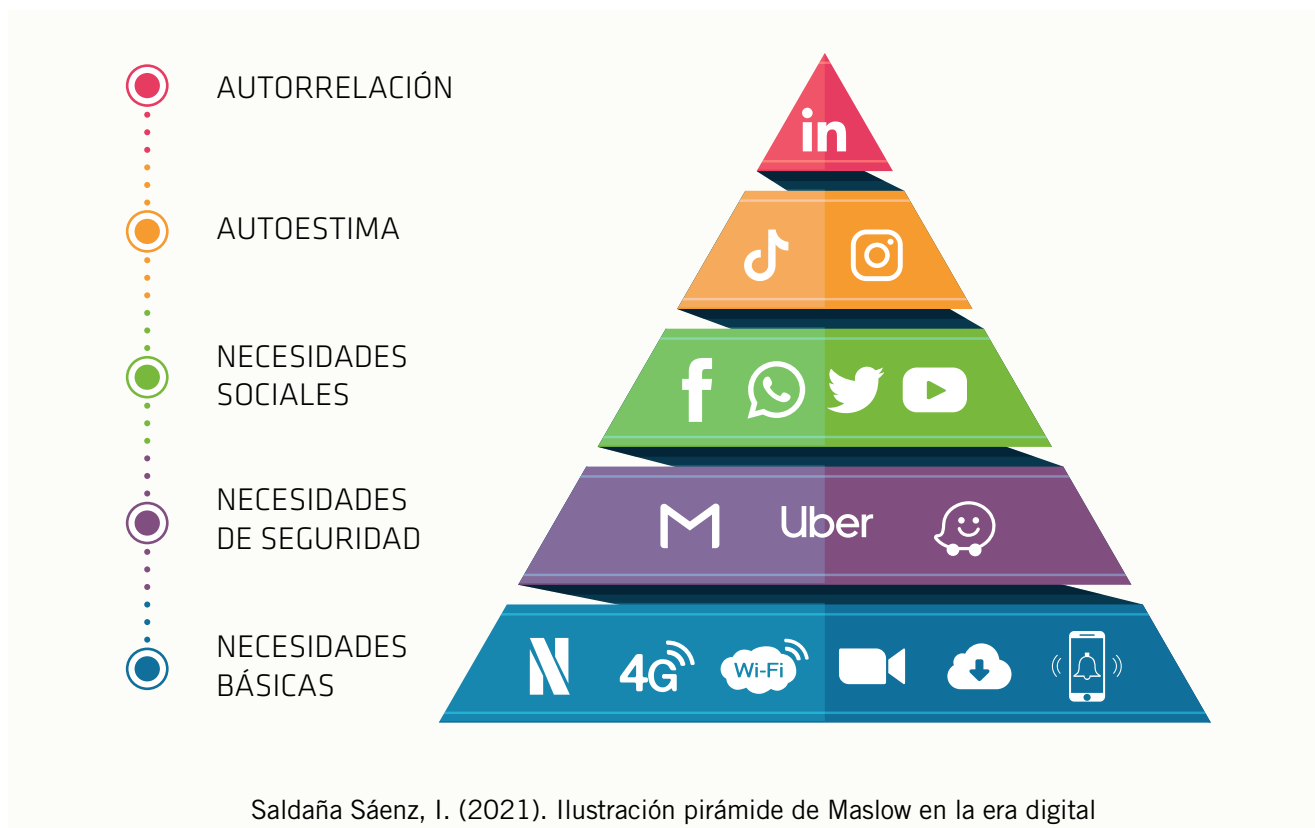 AUTORRELACIÓN
in
AUTOESTIMA
NECESIDADES
SOCIALES
f
NECESIDADES
DE SEGURIDAD
Uber
NECESIDADES
BÁSICAS
N
4G
Wi-Fi
Saldaña Sáenz, I. (2021). Ilustración pirámide de Maslow en la era digital